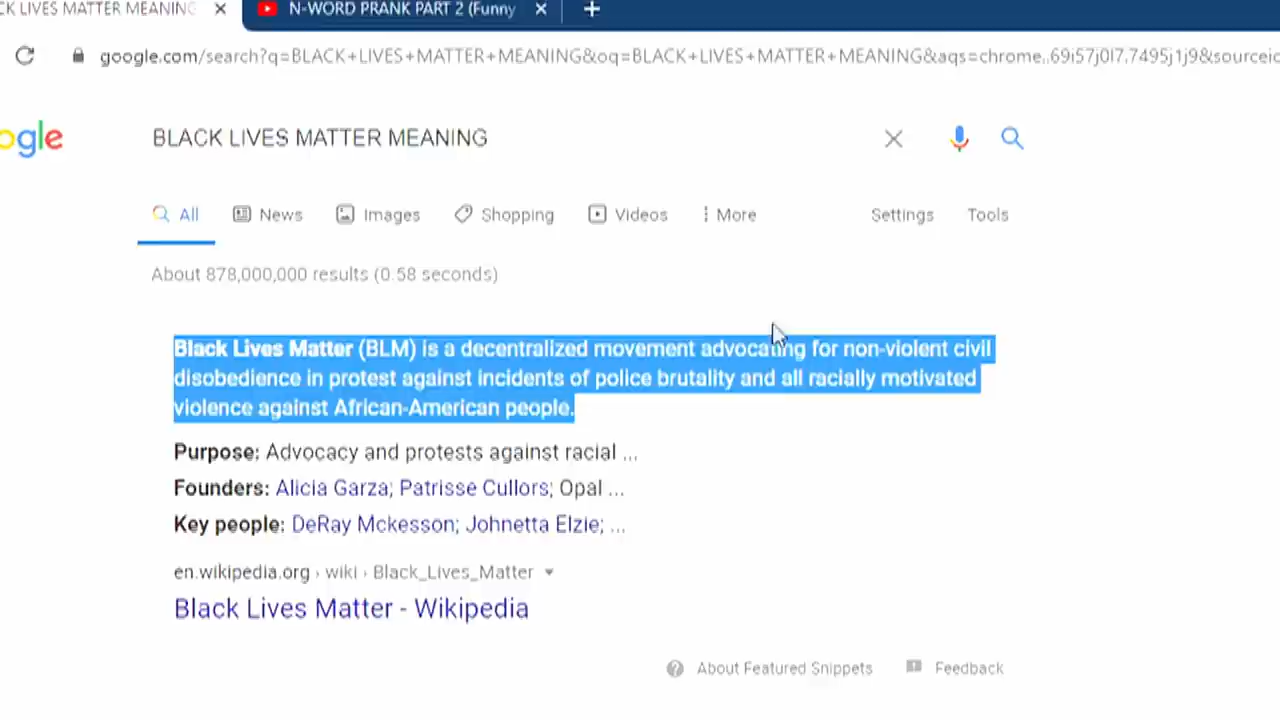 CK LIVES MATTER MEANING
N-WORD PRANK PART 2 (Funny
google.com/search?q=BLACK+LIVES+MATTER+MEANING&oq=BLACK+LIVES+MATTER+MEANING&aqs=chrome..69i57j0l7.7495j1j9&sourceid
ogle
BLACK LIVES MATTER MEANING
All News Images Shopping Videos More Settings Tools
About 878,000,000 results (0.58 seconds)
Black Lives Matter (BLM) is a decentralized movement advocating for non-violent civil
disobedience in protest against incidents of police brutality and all racially motivated
violence against African-American people.
Purpose: Advocacy and protests against racial ...
Founders: Alicia Garza; Patrisse Cullors; Opal ...
Key people: DeRay Mckesson; Johnetta Elzie; ...
en.wikipedia.org › wiki › Black_Lives_Matter
Black Lives Matter - Wikipedia
About Featured Snippets Feedback